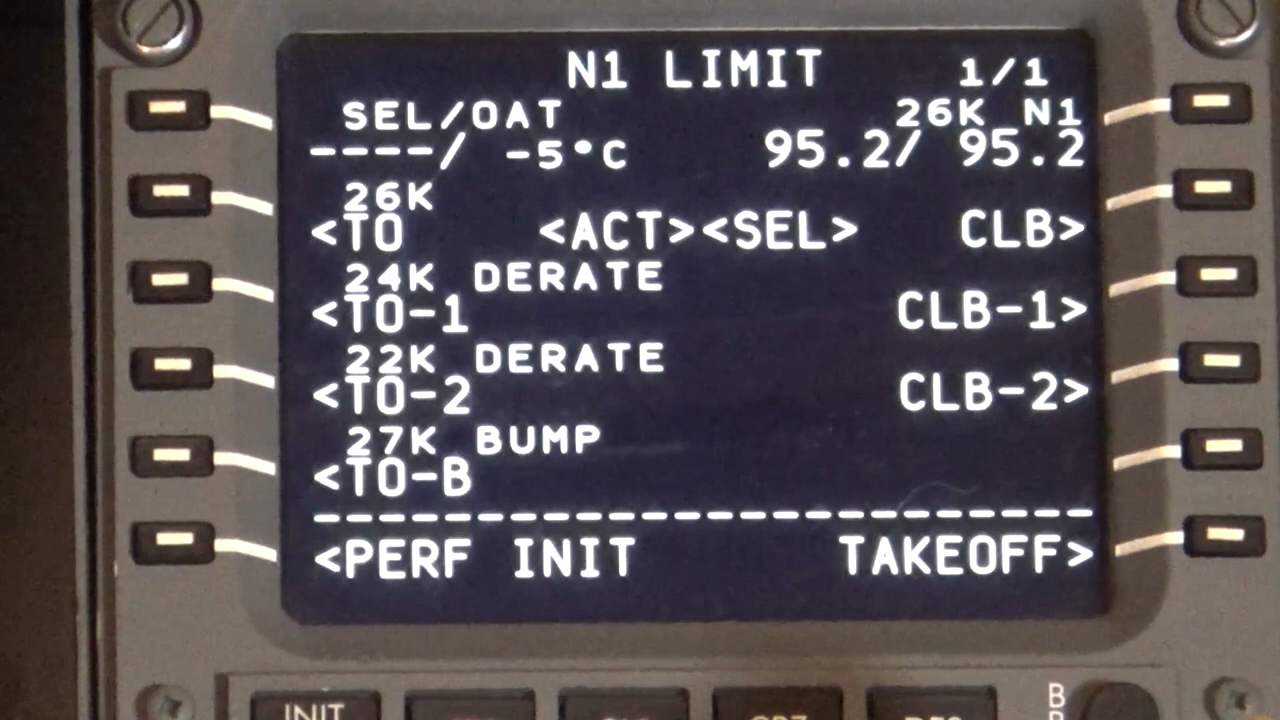 N1 LIMIT 1/1
SEL/OAT 26K N1
----/ -5°C 95.2/ 95.2
26K
<TO <ACT><SEL> CLB>
24K DERATE
<TO-1 CLB-1>
22K DERATE
<TO-2 CLB-2>
27K BUMP
<TO-B
------------------------
<PERF INIT TAKEOFF>
INIT
B